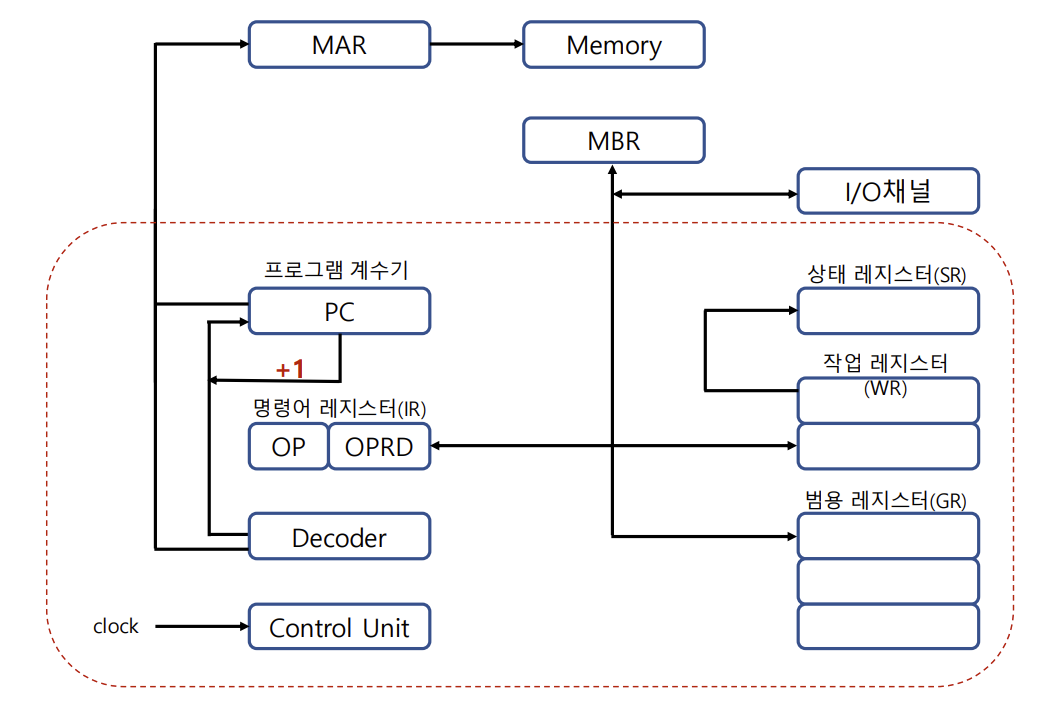 MAR
Memory
MBR
I/O채널
프로그램 계수기
PC
+1
상태 레지스터(SR)
작업 레지스터
(WR)
명령어 레지스터(IR)
OP
OPRD
범용 레지스터(GR)
Decoder
clock
Control Unit